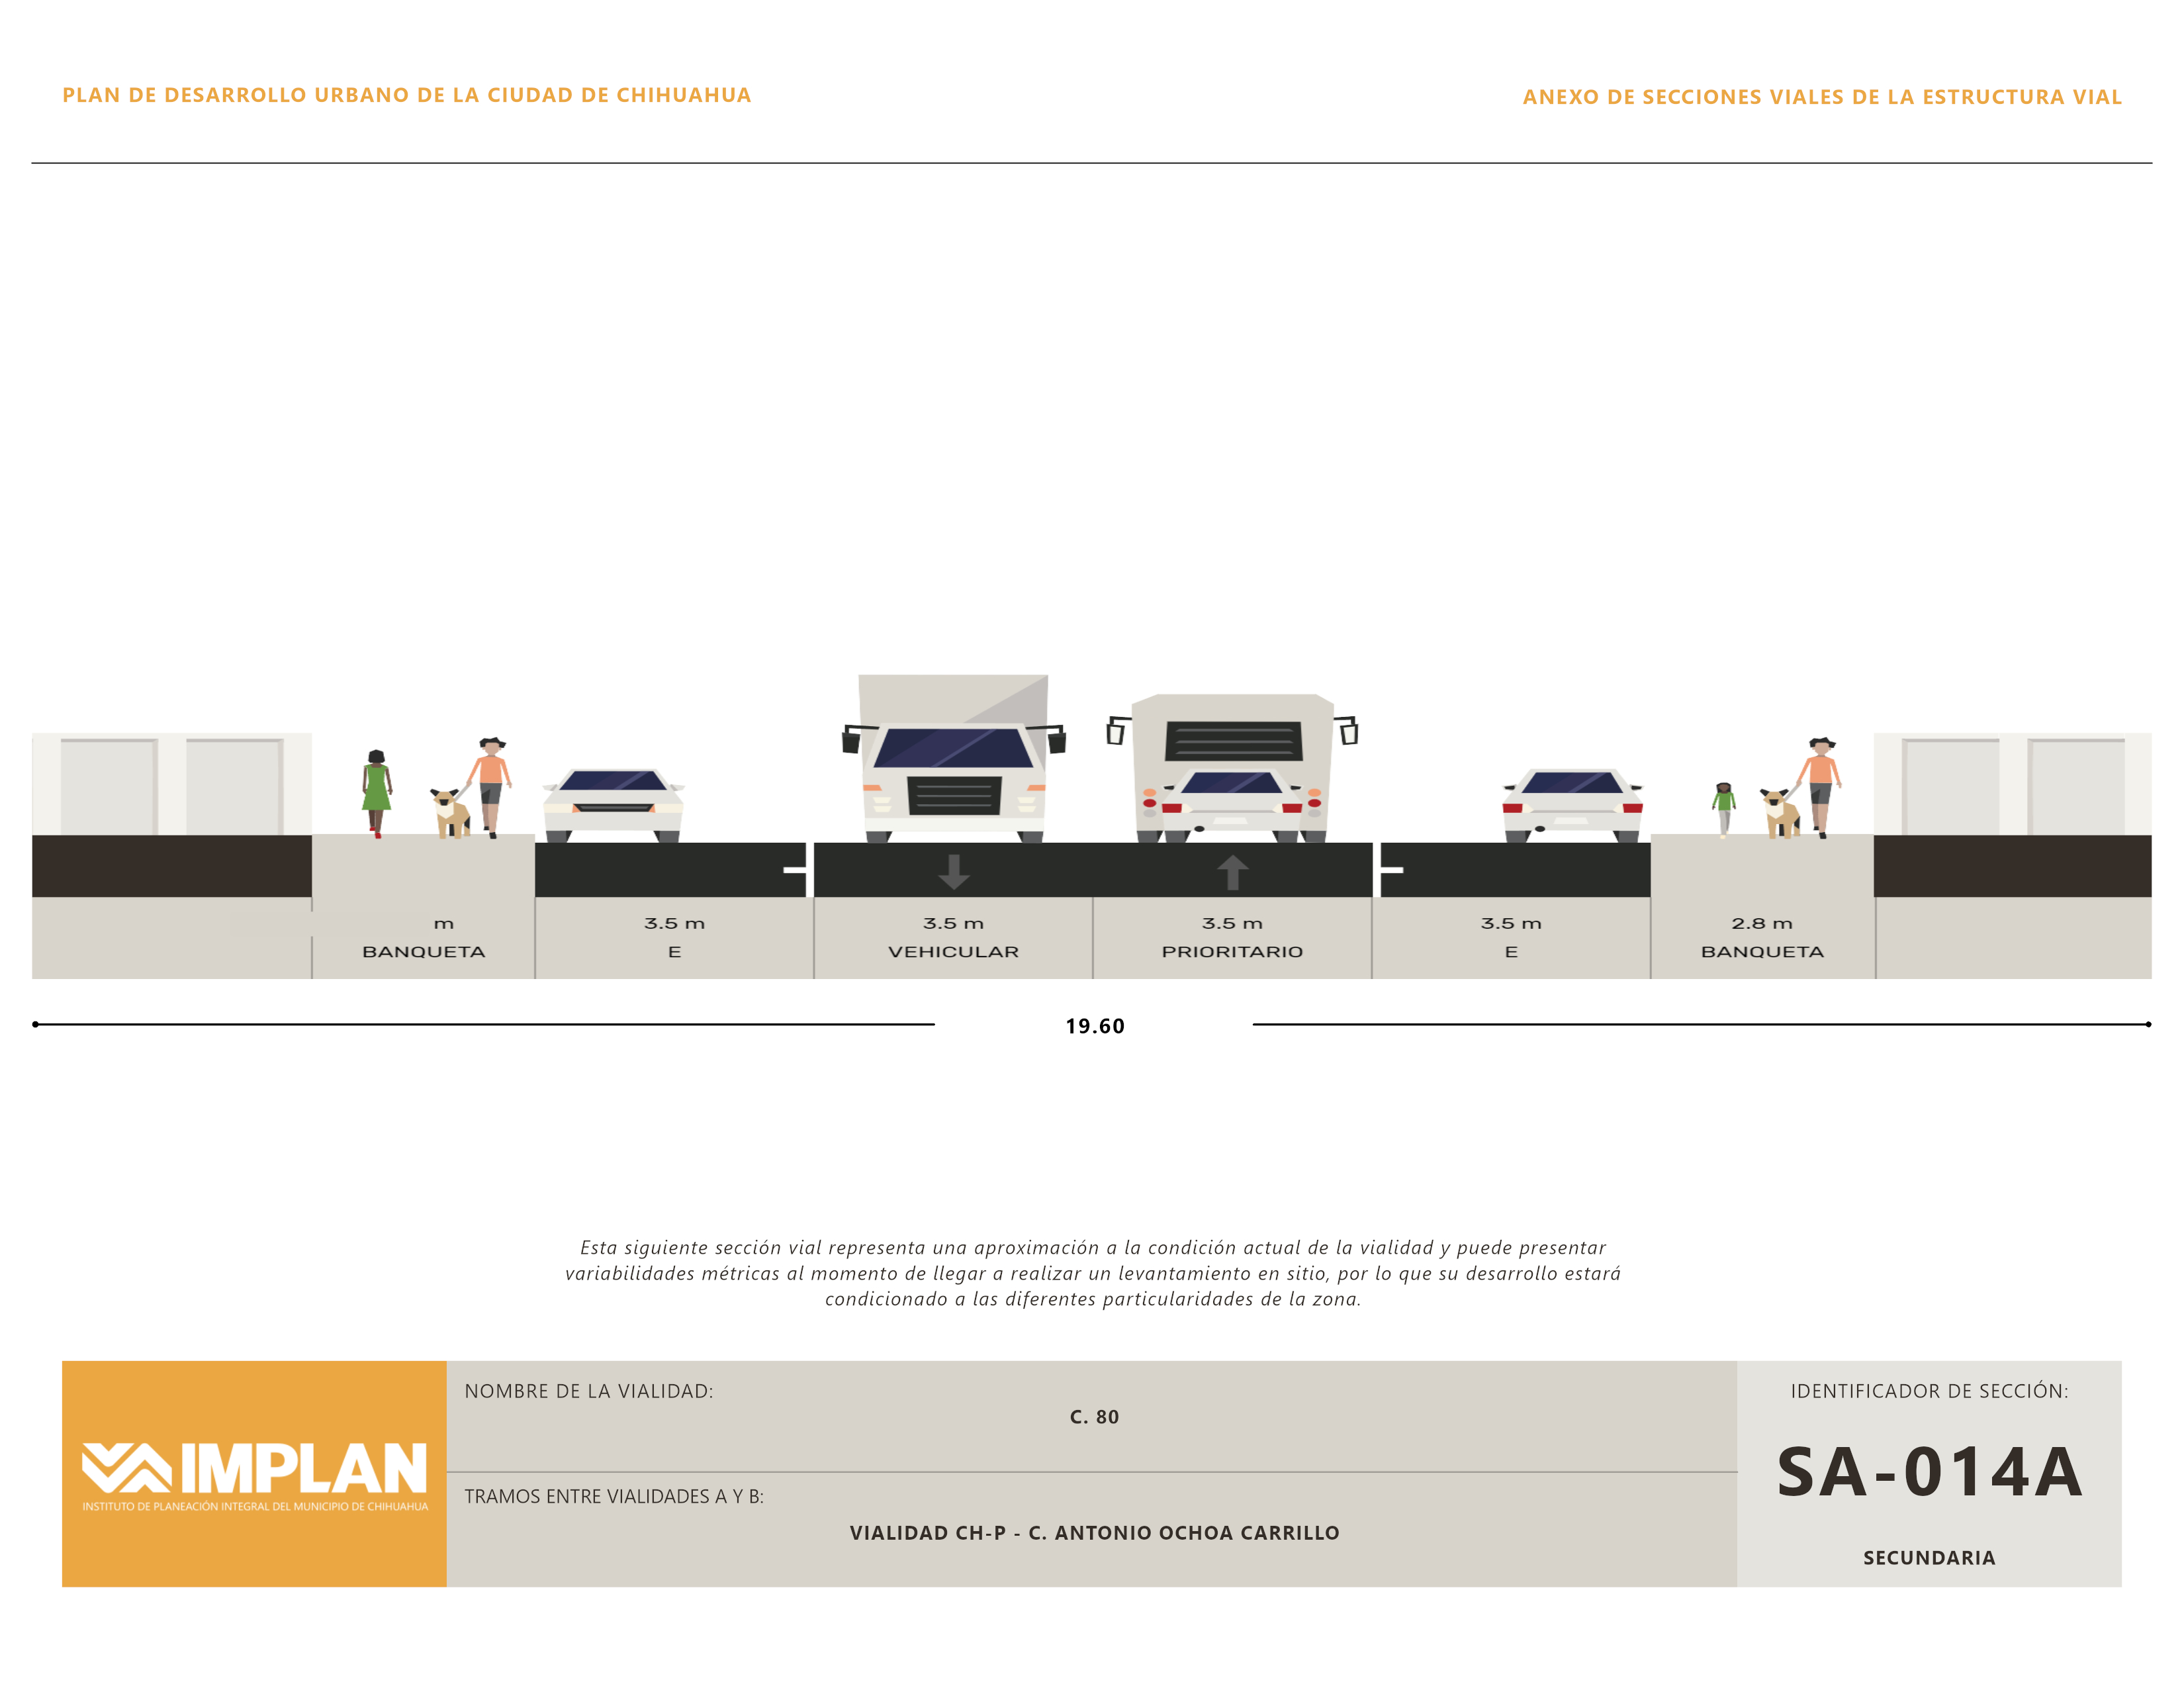 PLAN DE DESARROLLO URBANO DE LA CIUDAD DE CHIHUAHUA
ANEXO DE SECCIONES VIALES DE LA ESTRUCTURA VIAL
m 3.5 m 3.5 m 3.5 m 3.5 m 2.8 m
BANQUETA E VEHICULAR PRIORITARIO E BANQUETA
19.60
Esta siguiente sección vial representa una aproximación a la condición actual de la vialidad y puede presentar
variabilidades métricas al momento de llegar a realizar un levantamiento en sitio, por lo que su desarrollo estará
condicionado a las diferentes particularidades de la zona.
IMPLAN
INSTITUTO DE PLANEACIÓN INTEGRAL DEL MUNICIPIO DE CHIHUAHUA
NOMBRE DE LA VIALIDAD:
C. 80
TRAMOS ENTRE VIALIDADES A Y B:
VIALIDAD CH-P - C. ANTONIO OCHOA CARRILLO
IDENTIFICADOR DE SECCIÓN:
SA-014A
SECUNDARIA